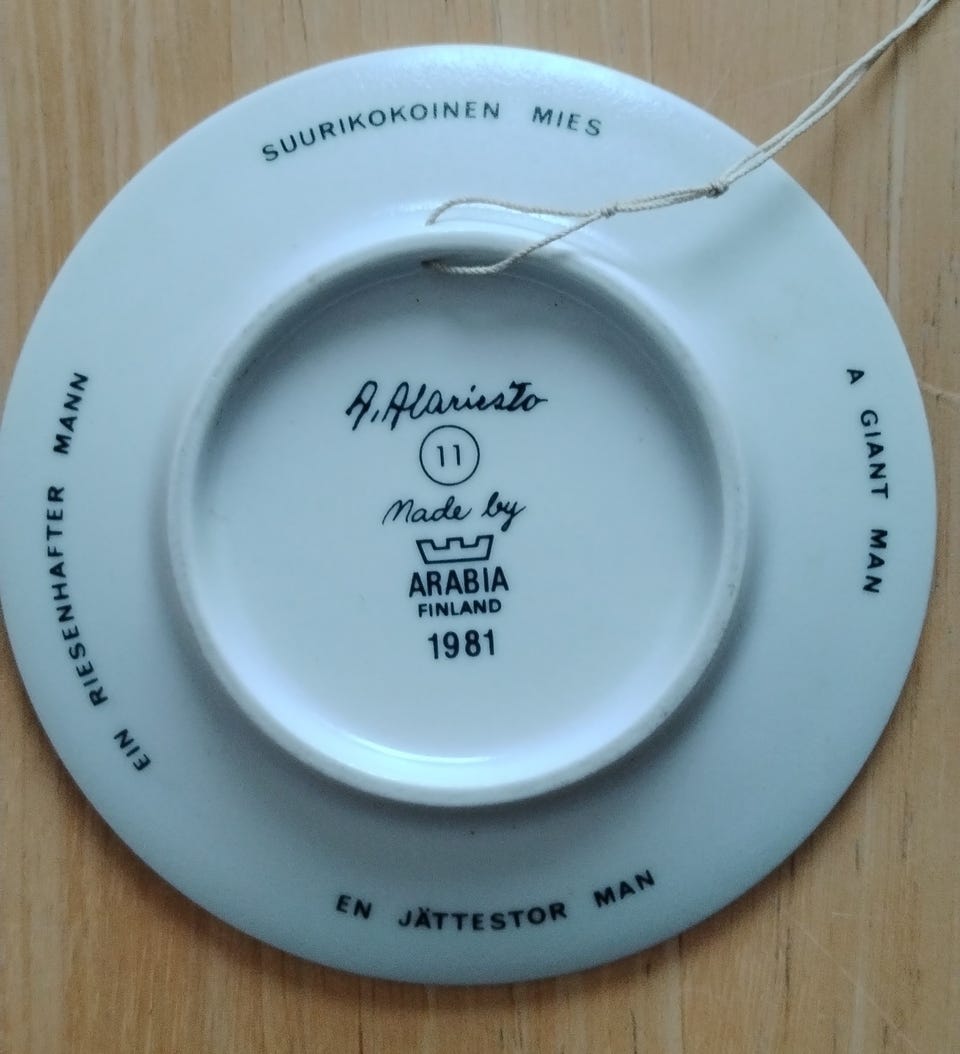 SUURIKOKOINEN MIES
A GIANT MAN
EN JÄTTESTOR MAN
EIN RIESENHAFTER MANN
A. Alariesto
11
Made by
ARABIA
FINLAND
1981